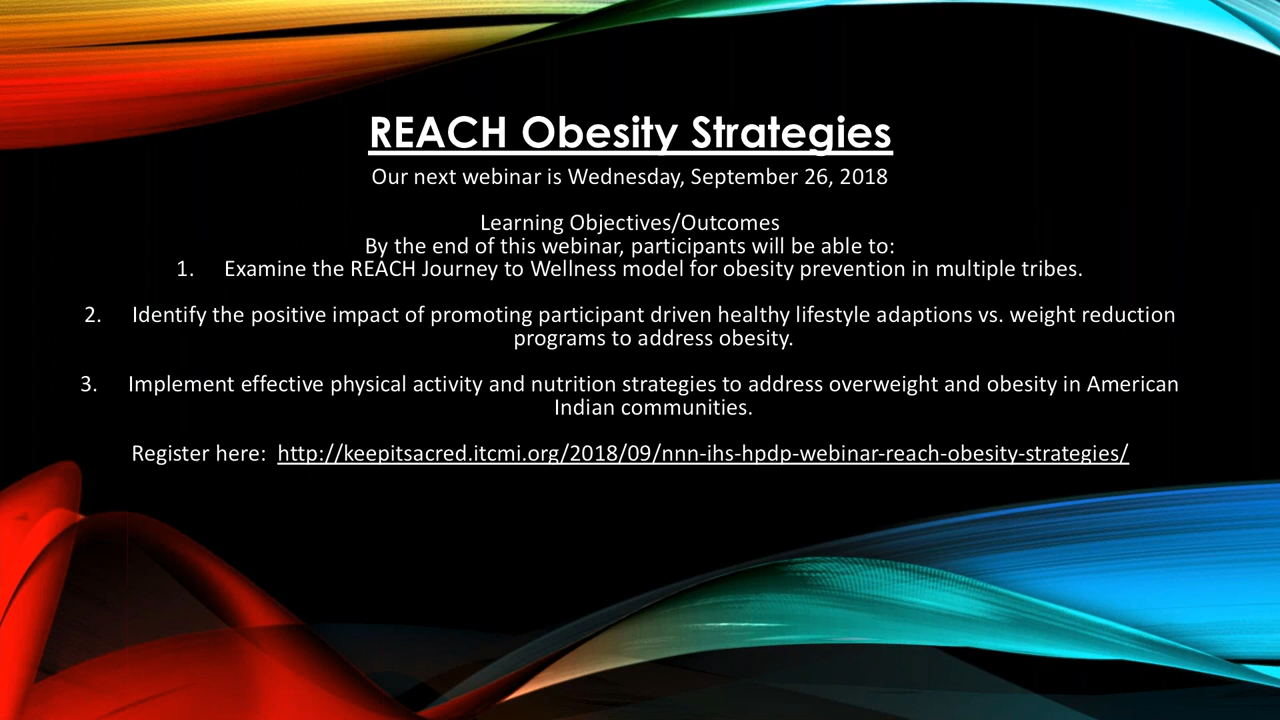 REACH Obesity Strategies
Our next webinar is Wednesday, September 26, 2018
Learning Objectives/Outcomes
By the end of this webinar, participants will be able to:
1. Examine the REACH Journey to Wellness model for obesity prevention in multiple tribes.
2. Identify the positive impact of promoting participant driven healthy lifestyle adaptions vs. weight reduction
programs to address obesity.
3. Implement effective physical activity and nutrition strategies to address overweight and obesity in American
Indian communities.
Register here: http://keepitsacred.itcmi.org/2018/09/nnn-ihs-hpdp-webinar-reach-obesity-strategies/